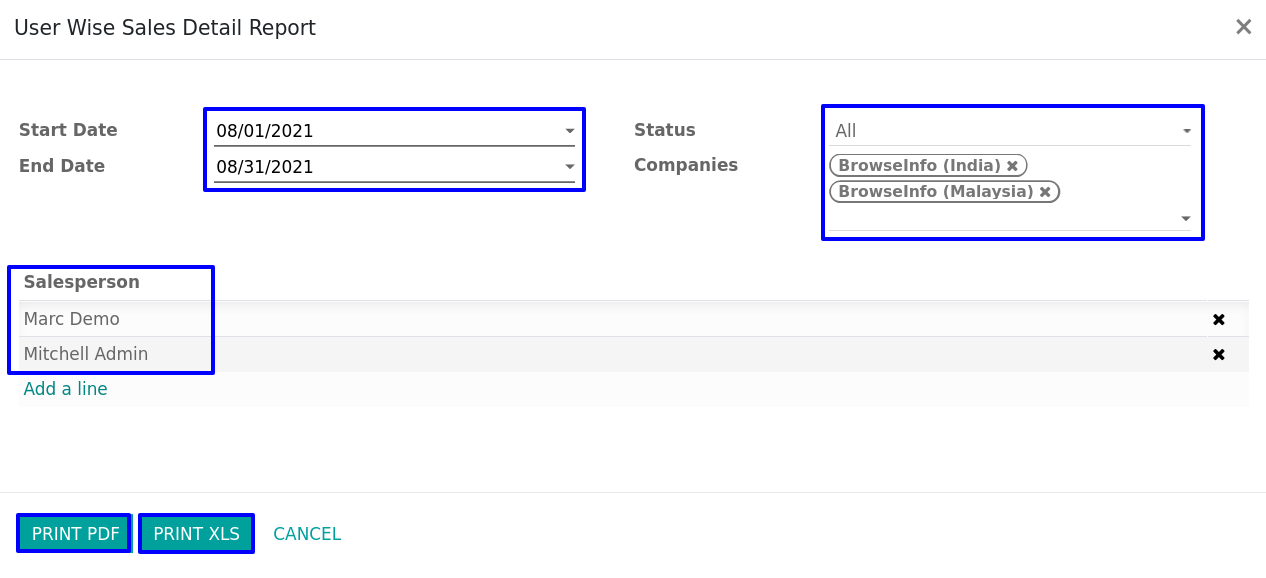 User Wise Sales Detail Report
Start Date 08/01/2021
End Date 08/31/2021
Status All
Companies BrowseInfo (India)
BrowseInfo (Malaysia)
Salesperson
Marc Demo
Mitchell Admin
Add a line
PRINT PDF PRINT XLS CANCEL